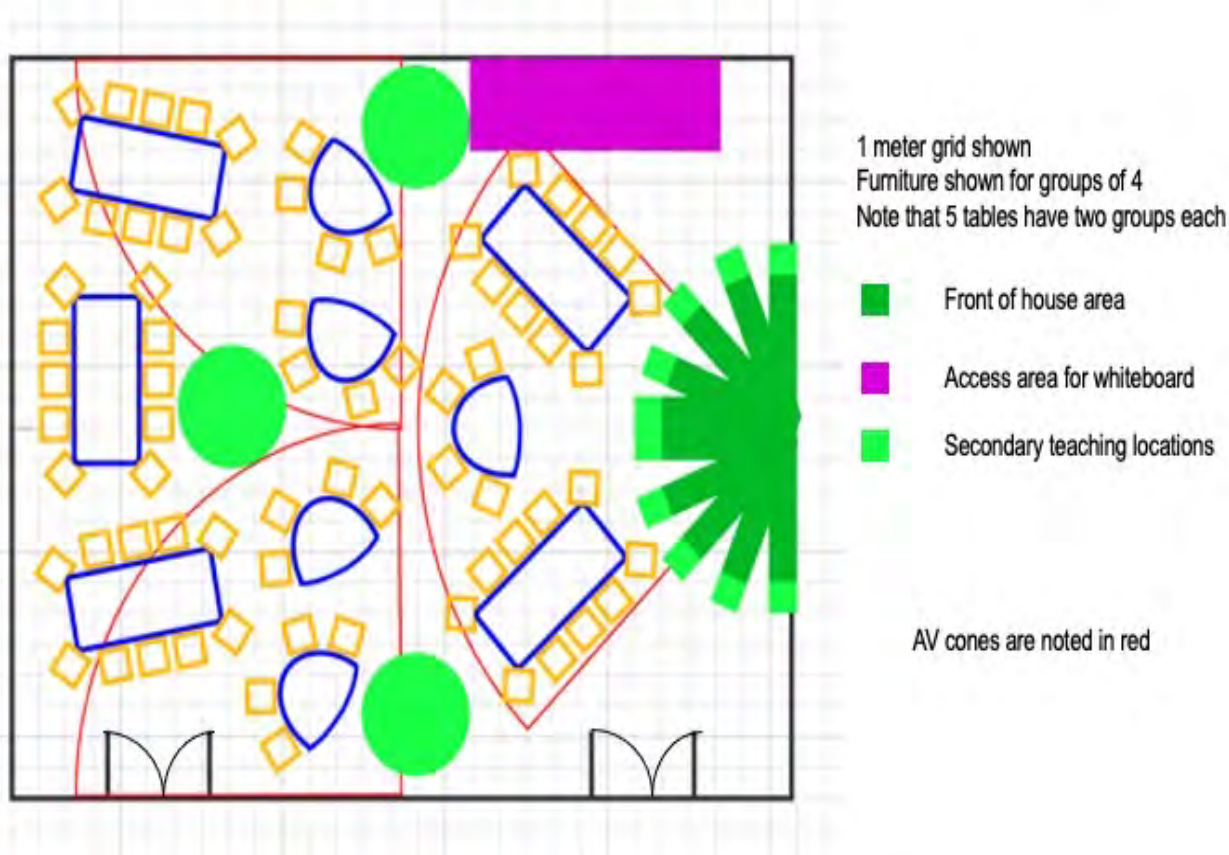 1 meter grid shown
Furniture shown for groups of 4
Note that 5 tables have two groups each
Front of house area
Access area for whiteboard
Secondary teaching locations
AV cones are noted in red